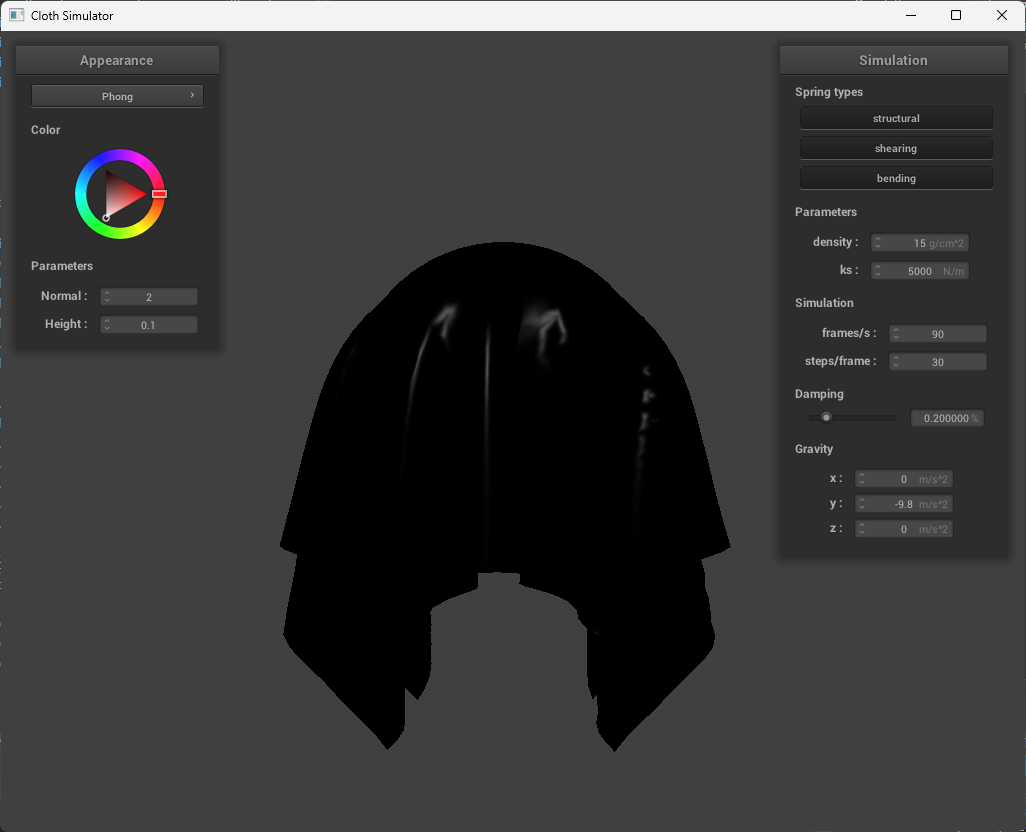 Cloth Simulator
Appearance
Phong
Color
Parameters
Normal : 2
Height : 0.1
Simulation
Spring types
structural
shearing
bending
Parameters
density : 15 g/cm^2
ks : 5000 N/m
Simulation
frames/s : 90
steps/frame : 30
Damping
0.200000 %
Gravity
x : 0 m/s^2
y : -9.8 m/s^2
z : 0 m/s^2